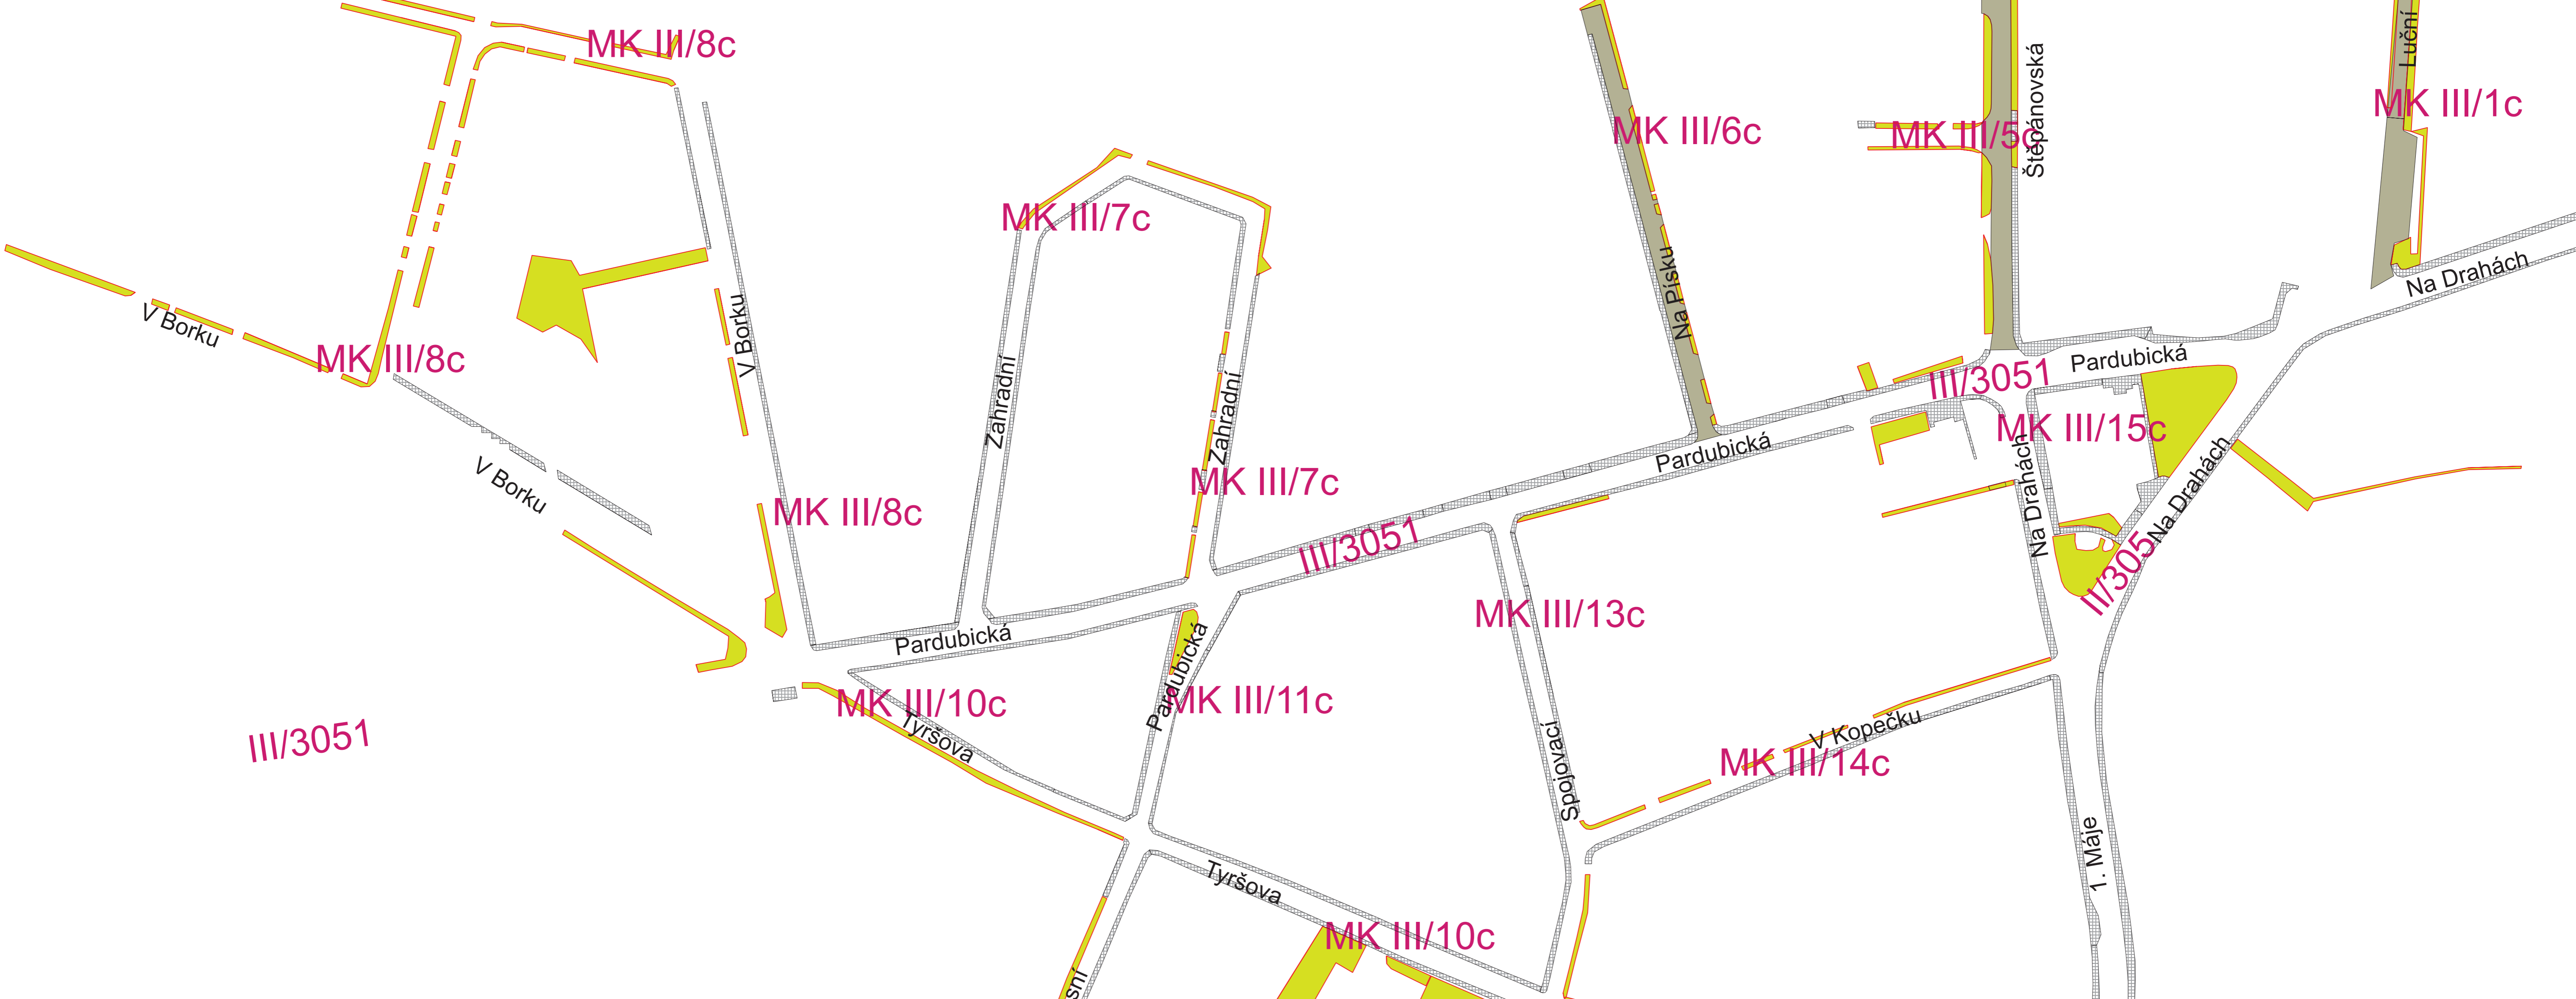 MK III/8c
Luční
Štěpánovská
MK III/1c
MK III/6c
MK III/5c
MK III/7c
Na Drahách
V Borku
V Borku
Na Písku
MK III/8c
Pardubická
III/3051
Zahradní
Zahradní
MK III/15c
Pardubická
V Borku
MK III/7c
Na Drahách
Na Drahách
MK III/8c
III/3051
II/305
MK III/13c
Pardubická
Pardubická
MK III/10c
MK III/11c
Tyršova
III/3051
V Kopečku
MK III/14c
Spojovací
1. Máje
Tyršova
MK III/10c
sní